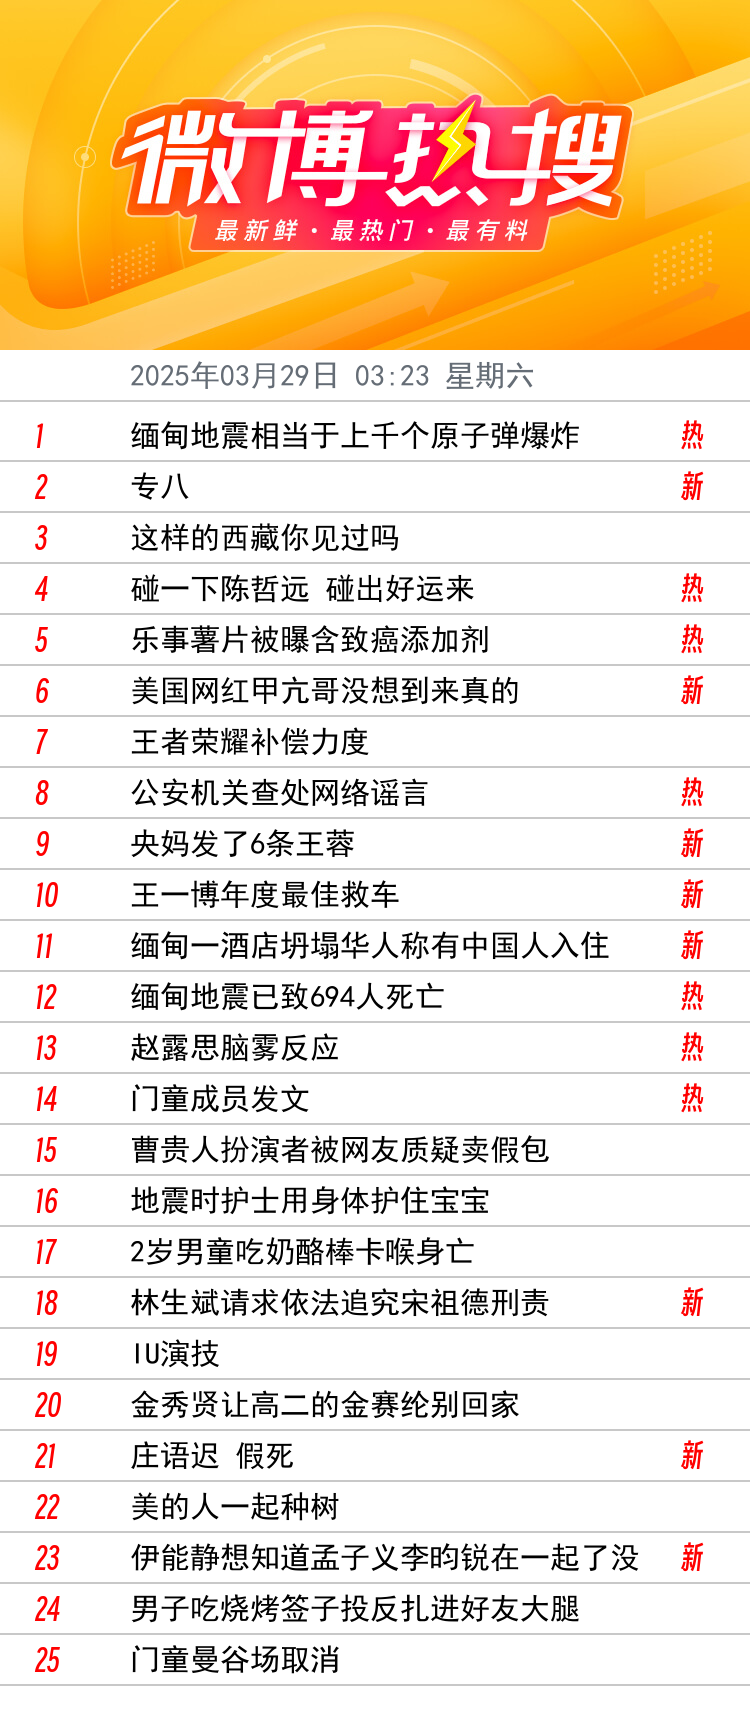 微博热搜
最新鲜·最热门·最有料
2025年03月29日 03:23 星期六
1 缅甸地震相当于上千个原子弹爆炸 热
2 专八 新
3 这样的西藏你见过吗
4 碰一下陈哲远 碰出好运来 热
5 乐事薯片被曝含致癌添加剂 热
6 美国网红甲亢哥没想到来真的 新
7 王者荣耀补偿力度
8 公安机关查处网络谣言 热
9 央妈发了6条王蓉 新
10 王一博年度最佳救车 新
11 缅甸一酒店坍塌华人称有中国人入住 新
12 缅甸地震已致694人死亡 热
13 赵露思脑雾反应 热
14 门童成员发文 热
15 曹贵人扮演者被网友质疑卖假包
16 地震时护士用身体护住宝宝
17 2岁男童吃奶酪棒卡喉身亡
18 林生斌请求依法追究宋祖德刑责 新
19 IU演技
20 金秀贤让高二的金赛纶别回家
21 庄语迟 假死 新
22 美的人一起种树
23 伊能静想知道孟子义李昀锐在一起了没 新
24 男子吃烧烤签子投反扎进好友大腿
25 门童曼谷场取消